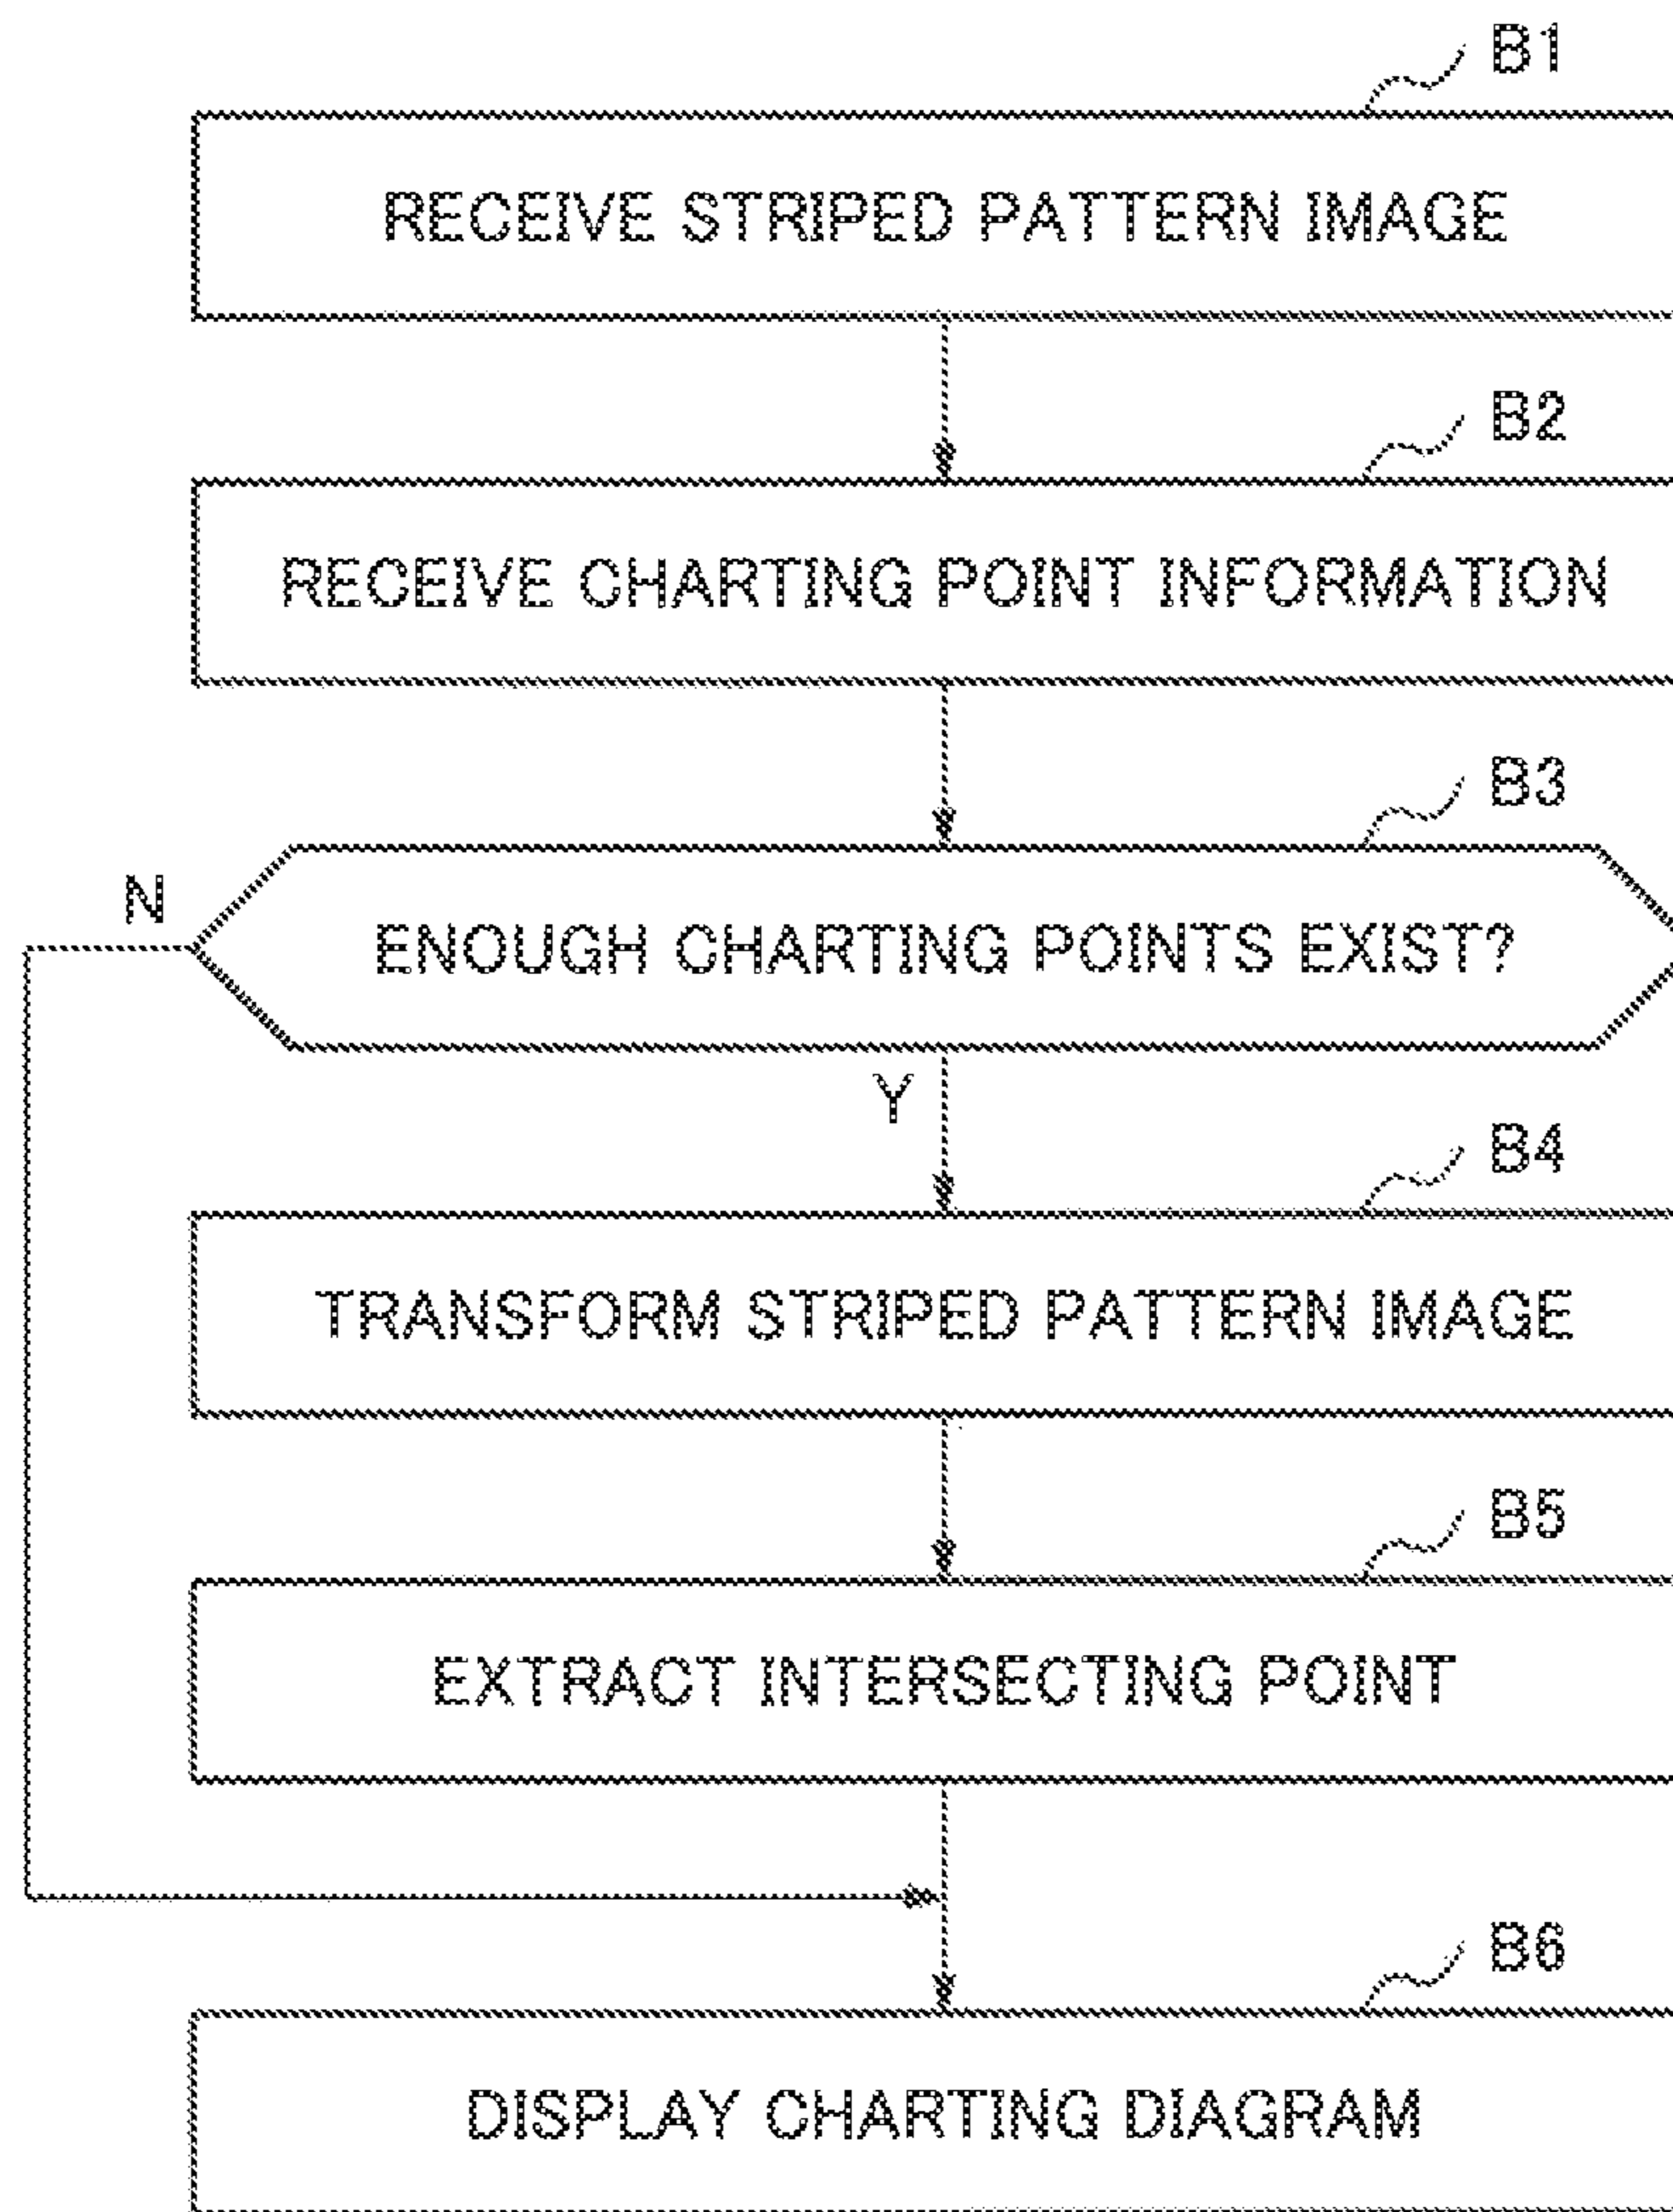 B1
RECEIVE STRIPED PATTERN IMAGE
B2
RECEIVE CHARTING POINT INFORMATION
B3
N
ENOUGH CHARTING POINTS EXIST?
Y
B4
TRANSFORM STRIPED PATTERN IMAGE
B5
EXTRACT INTERSECTING POINT
B6
DISPLAY CHARTING DIAGRAM